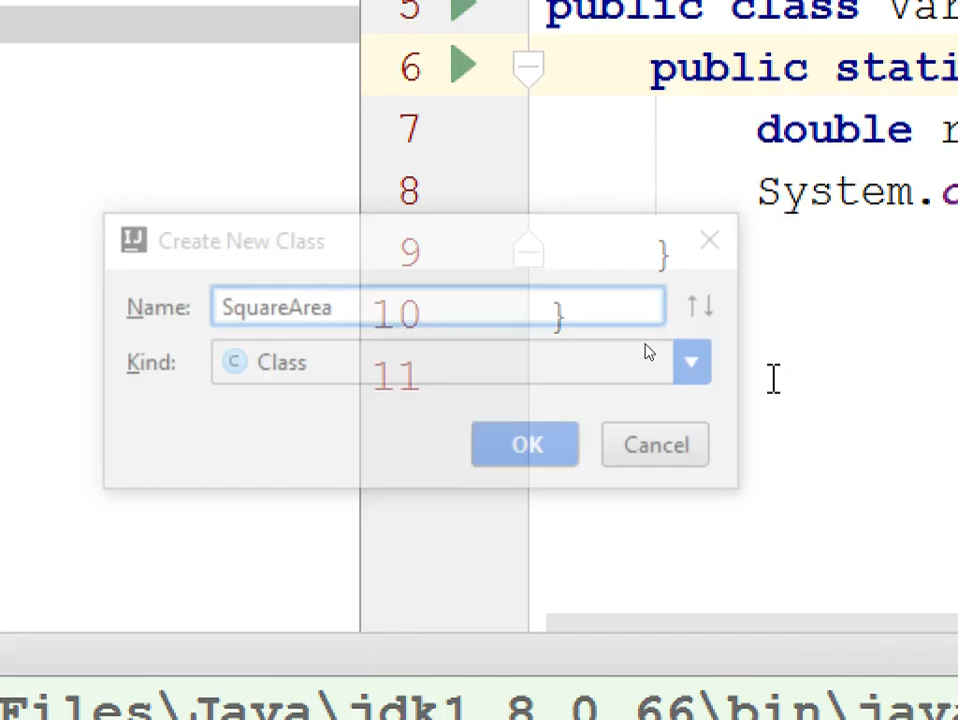 5 public class Var
6 public stati
7 double r
8 System.o
IJ Create New Class
9 }
Name: SquareArea
10 }
Kind: C Class
11
OK Cancel
Files\Java\jdk1.8.0_66\bin\java